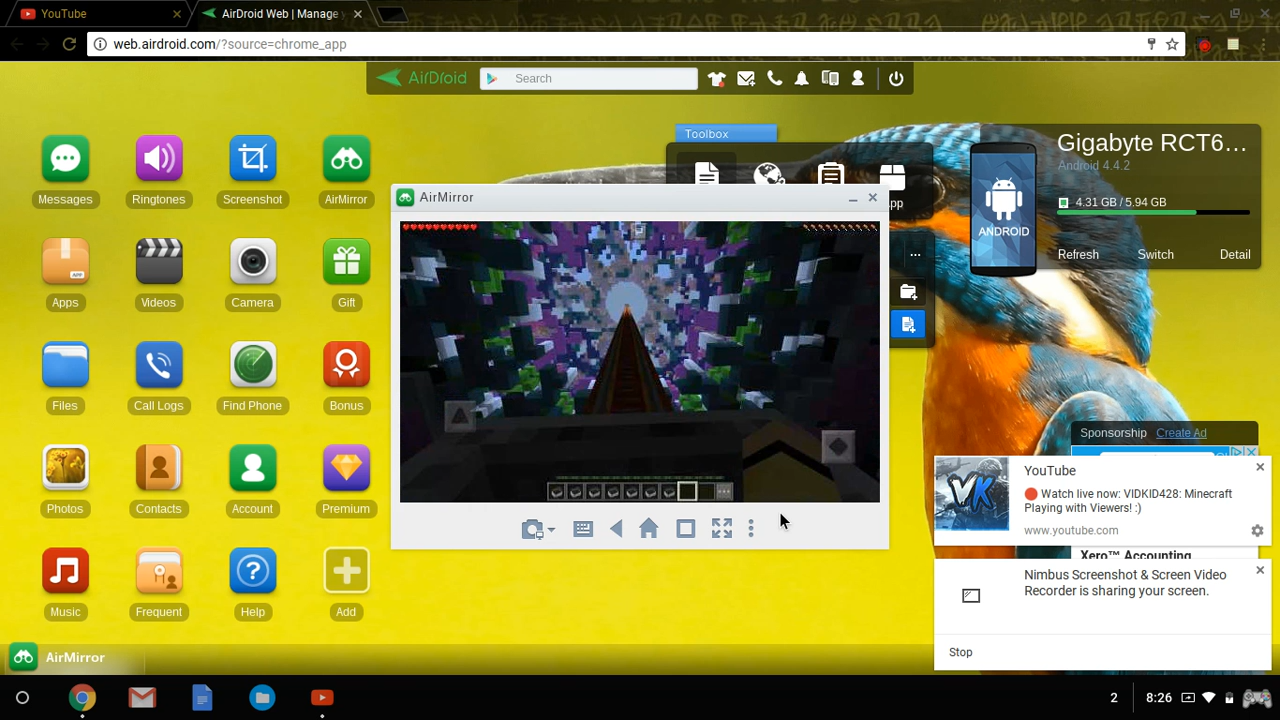 YouTube
AirDroid Web | Manage y
web.airdroid.com/?source=chrome_app
AirDroid
Search
Toolbox
Gigabyte RCT6...
Android 4.4.2
4.31 GB / 5.94 GB
ANDROID
Refresh
Switch
Detail
Messages
Ringtones
Screenshot
AirMirror
AirMirror
Apps
Videos
Camera
Gift
Files
Call Logs
Find Phone
Bonus
Photos
Contacts
Account
Premium
Music
Frequent
Help
Add
Sponsorship
Create Ad
YouTube
Watch live now: VIDKID428: Minecraft
Playing with Viewers! :)
www.youtube.com
VK
Xero™ Accounting
Nimbus Screenshot & Screen Video
Recorder is sharing your screen.
Stop
AirMirror
2
8:26